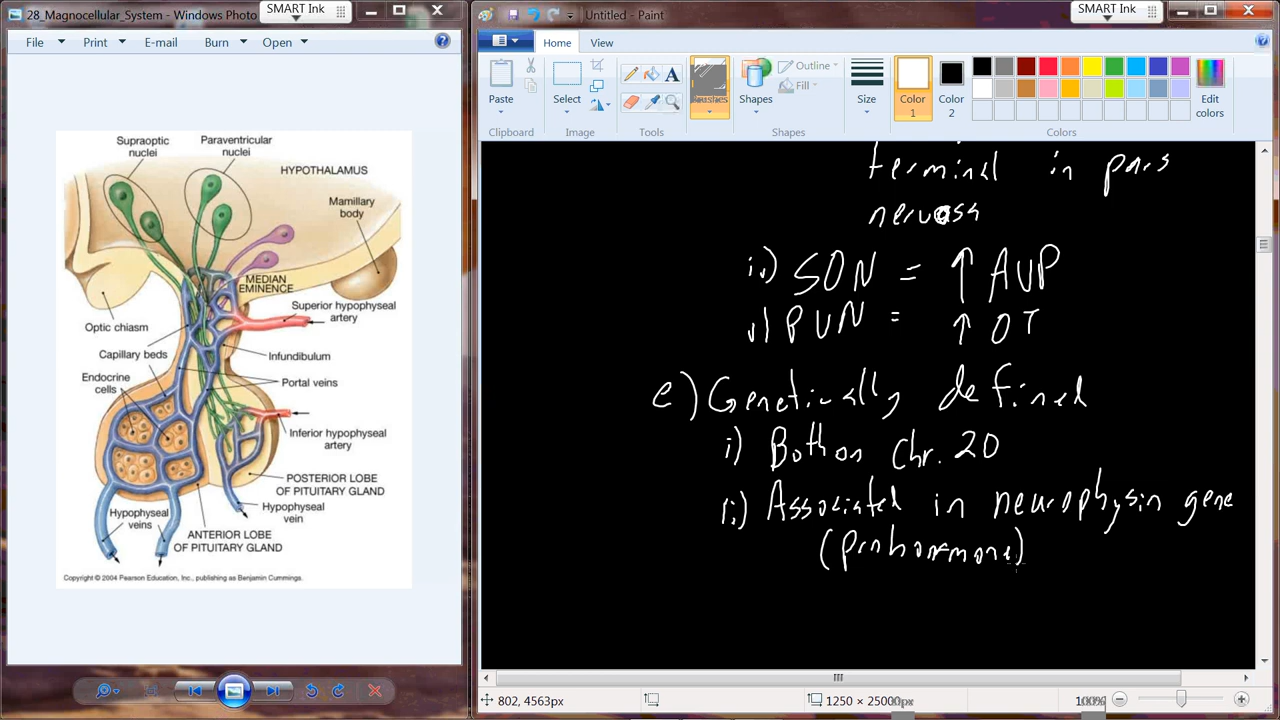 28_Magnocellular_System - Windows Photo
SMART Ink
File Print E-mail Burn Open
Supraoptic
nuclei
Paraventricular
nuclei
HYPOTHALAMUS
Mamillary
body
MEDIAN
EMINENCE
Superior hypophyseal
artery
Optic chiasm
Capillary beds
Infundibulum
Endocrine
cells
Portal veins
Inferior hypophyseal
artery
POSTERIOR LOBE
OF PITUITARY GLAND
Hypophyseal
vein
Hypophyseal
veins
ANTERIOR LOBE
OF PITUITARY GLAND
Copyright © 2004 Pearson Education, Inc., publishing as Benjamin Cummings.
Untitled - Paint
SMART Ink
Home View
Paste
Select
Brushes
Shapes
Outline
Fill
Size
Color
1
Color
2
Edit
colors
Clipboard Image Tools Shapes Colors
terminal in pars
nervosa
iv) SON = ↑ AVP
v) PVN = ↑ OT
e) Genetically defined
i) Both on chr. 20
ii) Associated in neurophysin gene
(prohormone)
802, 4563px
1250 × 25000px
100%